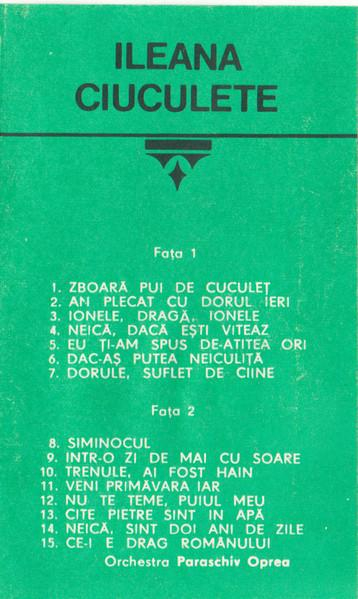 ILEANA
CIUCULETE
Fața 1
1. ZBOARĂ PUI DE CUCULEȚ
2. AN PLECAT CU DORUL IERI
3. IONELE, DRAGĂ, IONELE
4. NEICĂ, DACĂ EȘTI VITEAZ
5. EU ȚI-AM SPUS DE-ATITEA ORI
6. DAC-AȘ PUTEA NEICULIȚĂ
7. DORULE, SUFLET DE CIINE
Fața 2
8. SIMINOCUL
9. INTR-O ZI DE MAI CU SOARE
10. TRENULE, AI FOST HAIN
11. VENI PRIMĂVARA IAR
12. NU TE TEME, PUIUL MEU
13. CITE PIETRE SINT IN APĂ
14. NEICĂ, SINT DOI ANI DE ZILE
15. CE-I E DRAG ROMÂNULUI
Orchestra Paraschiv Oprea